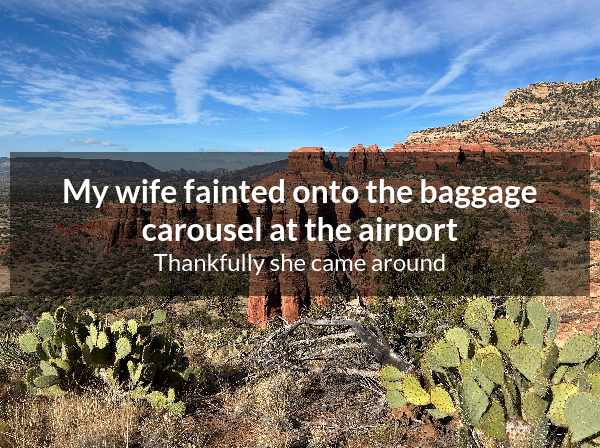 My wife fainted onto the baggage
carousel at the airport
Thankfully she came around